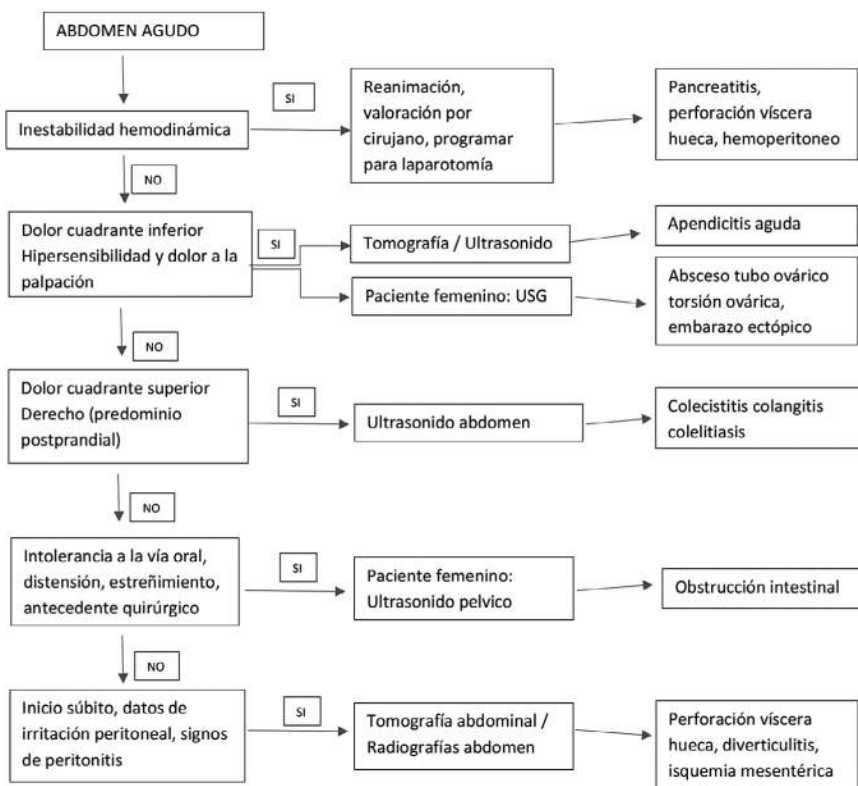 ABDOMEN AGUDO
Inestabilidad hemodinámica
SI
Reanimación,
valoración por
cirujano, programar
para laparotomía
Pancreatitis,
perforación víscera
hueca, hemoperitoneo
NO
Dolor cuadrante inferior
Hipersensibilidad y dolor a la
palpación
SI
Tomografía / Ultrasonido
Apendicitis aguda
Paciente femenino: USG
Absceso tubo ovárico
torsión ovárica,
embarazo ectópico
NO
Dolor cuadrante superior
Derecho (predominio
postprandial)
SI
Ultrasonido abdomen
Colecistitis colangitis
colelitiasis
NO
Intolerancia a la vía oral,
distensión, estreñimiento,
antecedente quirúrgico
SI
Paciente femenino:
Ultrasonido pelvico
Obstrucción intestinal
NO
Inicio súbito, datos de
irritación peritoneal, signos
de peritonitis
SI
Tomografía abdominal /
Radiografías abdomen
Perforación víscera
hueca, diverticulitis,
isquemia mesentérica